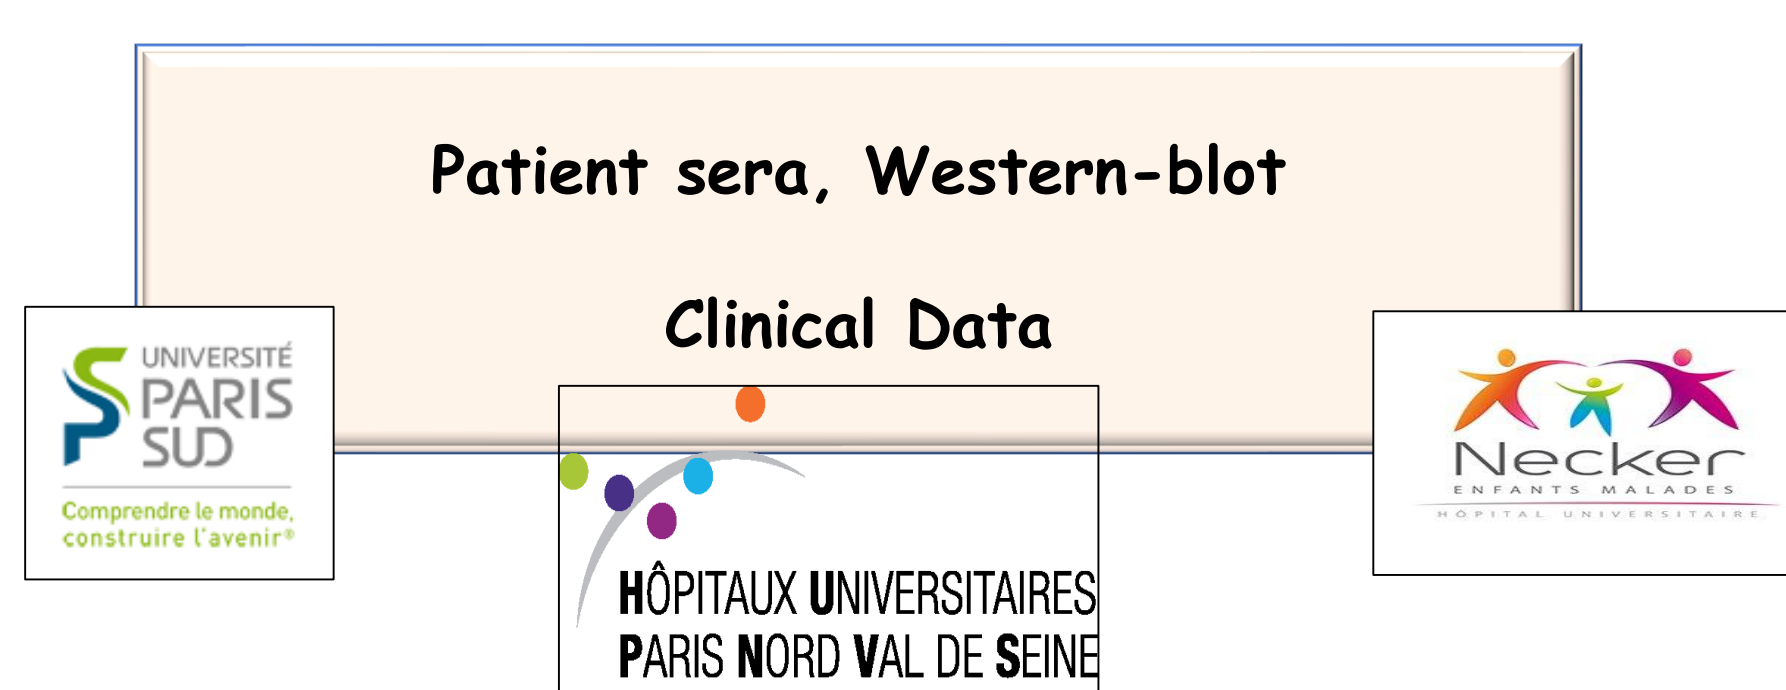 Patient sera, Western-blot
Clinical Data
UNIVERSITÉ
PARIS
SUD
Comprendre le monde,
construire l'avenir®
HÔPITAUX UNIVERSITAIRES
PARIS NORD VAL DE SEINE
Necker
ENFANTS MALADES
HÔPITAL UNIVERSITAIRE